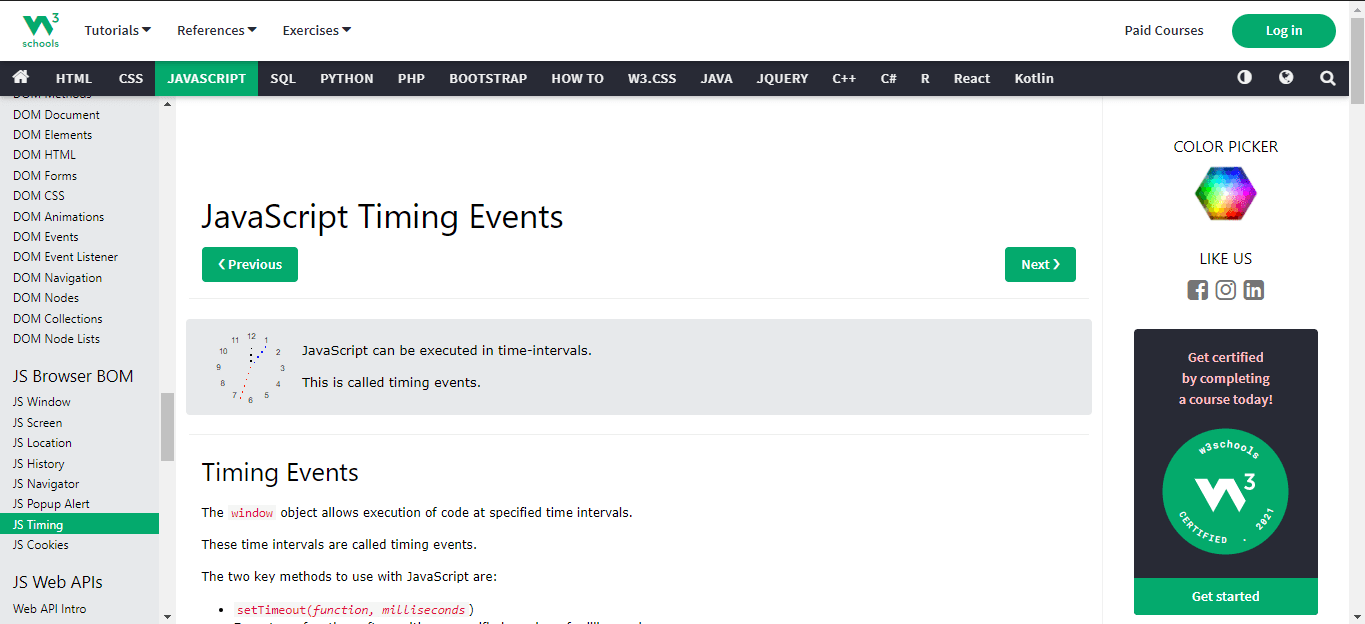 W3
schools
Tutorials
References
Exercises
Paid Courses
Log in
HTML
CSS
JAVASCRIPT
SQL
PYTHON
PHP
BOOTSTRAP
HOW TO
W3.CSS
JAVA
JQUERY
C++
C#
R
React
Kotlin
DOM Methods
DOM Document
DOM Elements
DOM HTML
DOM Forms
DOM CSS
DOM Animations
DOM Events
DOM Event Listener
DOM Navigation
DOM Nodes
DOM Collections
DOM Node Lists
JS Browser BOM
JS Window
JS Screen
JS Location
JS History
JS Navigator
JS Popup Alert
JS Timing
JS Cookies
JS Web APIs
Web API Intro
JavaScript Timing Events
❮ Previous
Next ❯
12
1
2
3
4
5
6
7
8
9
10
11
JavaScript can be executed in time-intervals.
This is called timing events.
Timing Events
The window object allows execution of code at specified time intervals.
These time intervals are called timing events.
The two key methods to use with JavaScript are:
• setTimeout(function, milliseconds)
COLOR PICKER
LIKE US
Get certified
by completing
a course today!
w3schools
W3
CERTIFIED . 2021
Get started